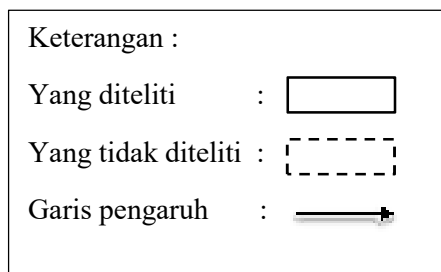 Keterangan :
Yang diteliti :
Yang tidak diteliti :
Garis pengaruh :